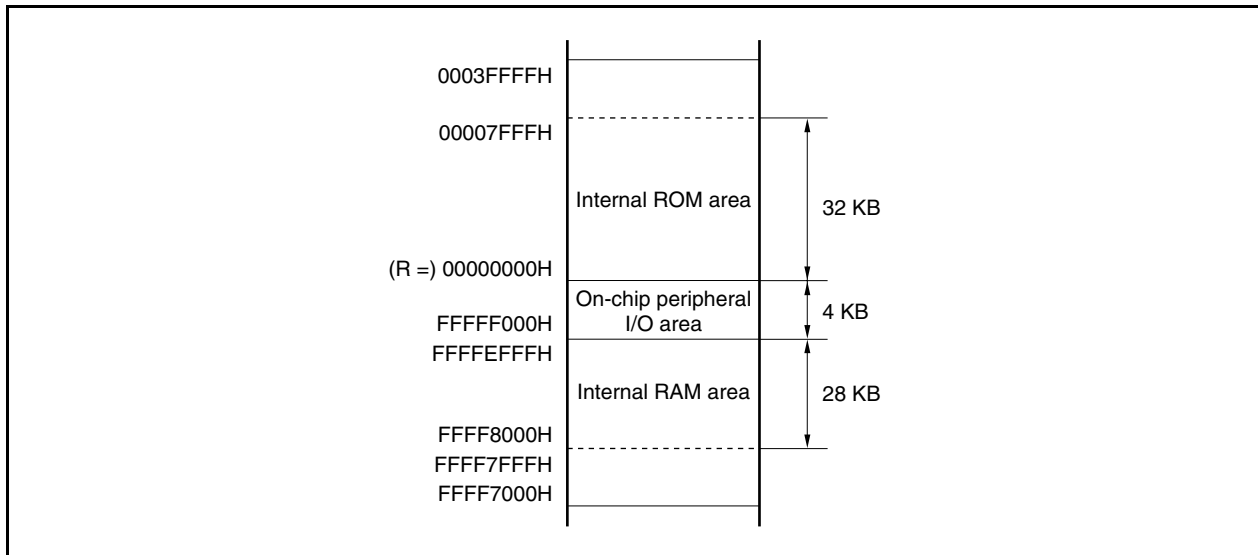 0003FFFFH
00007FFFH
Internal ROM area
32 KB
(R =) 00000000H
On-chip peripheral
I/O area
4 KB
FFFFF000H
FFFFEFFFH
Internal RAM area
28 KB
FFFF8000H
FFFF7FFFH
FFFF7000H